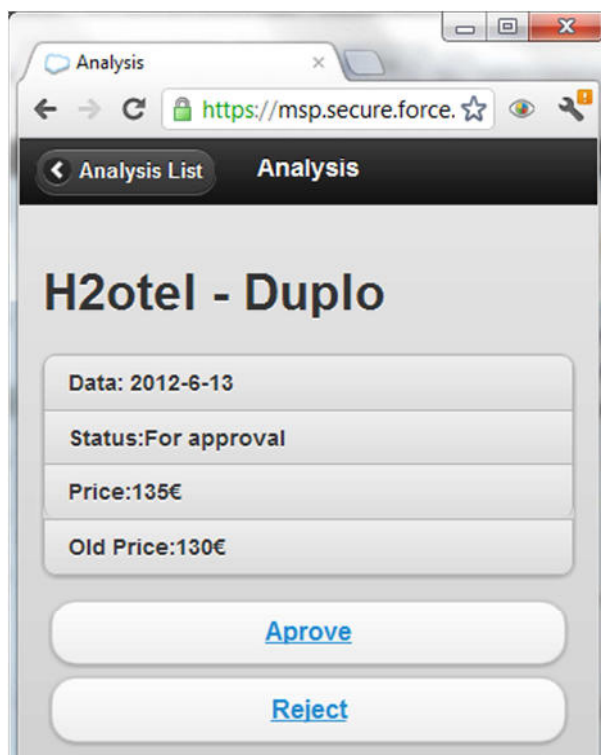 Analysis
https://msp.secure.force.
Analysis List
Analysis
H2otel - Duplo
Data: 2012-6-13
Status:For approval
Price:135€
Old Price:130€
Aprove
Reject